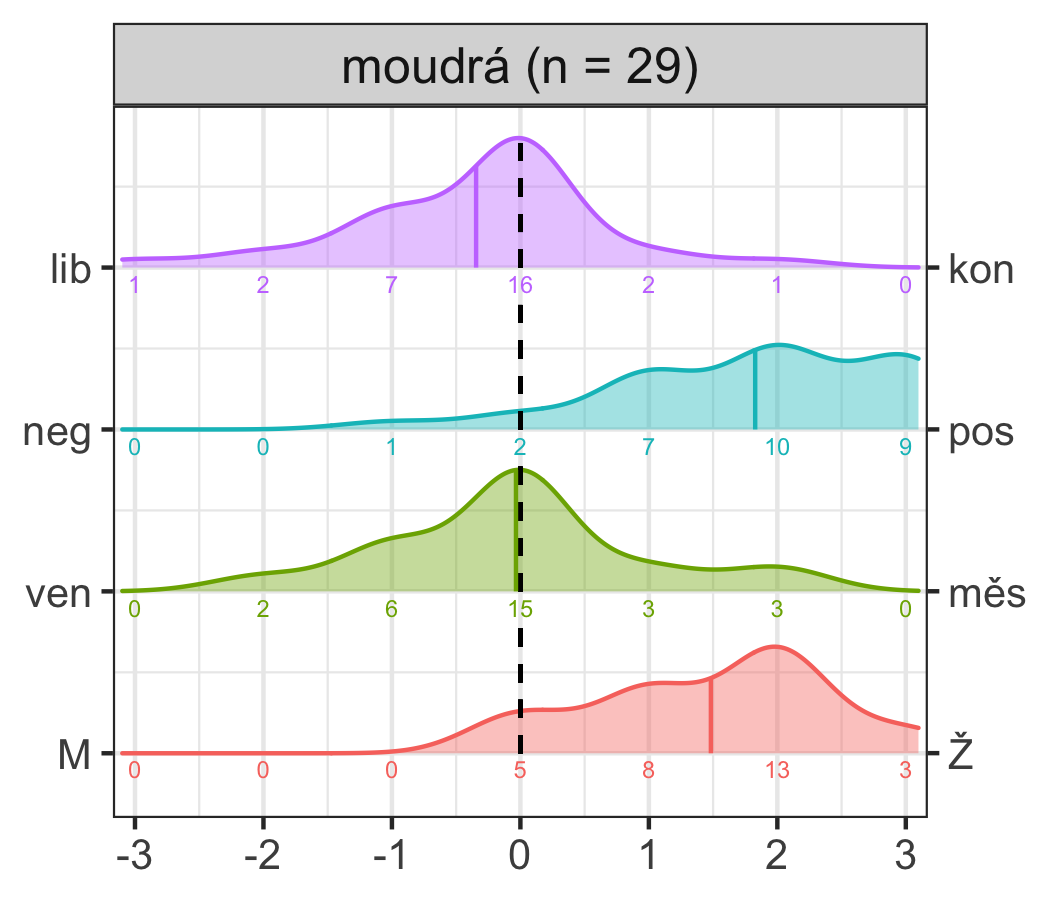 moudrá (n = 29)
lib kon
1 2 7 16 2 1 0
neg pos
0 0 1 2 7 10 9
ven měs
0 2 6 15 3 3 0
M Ž
0 0 0 5 8 13 3
-3 -2 -1 0 1 2 3